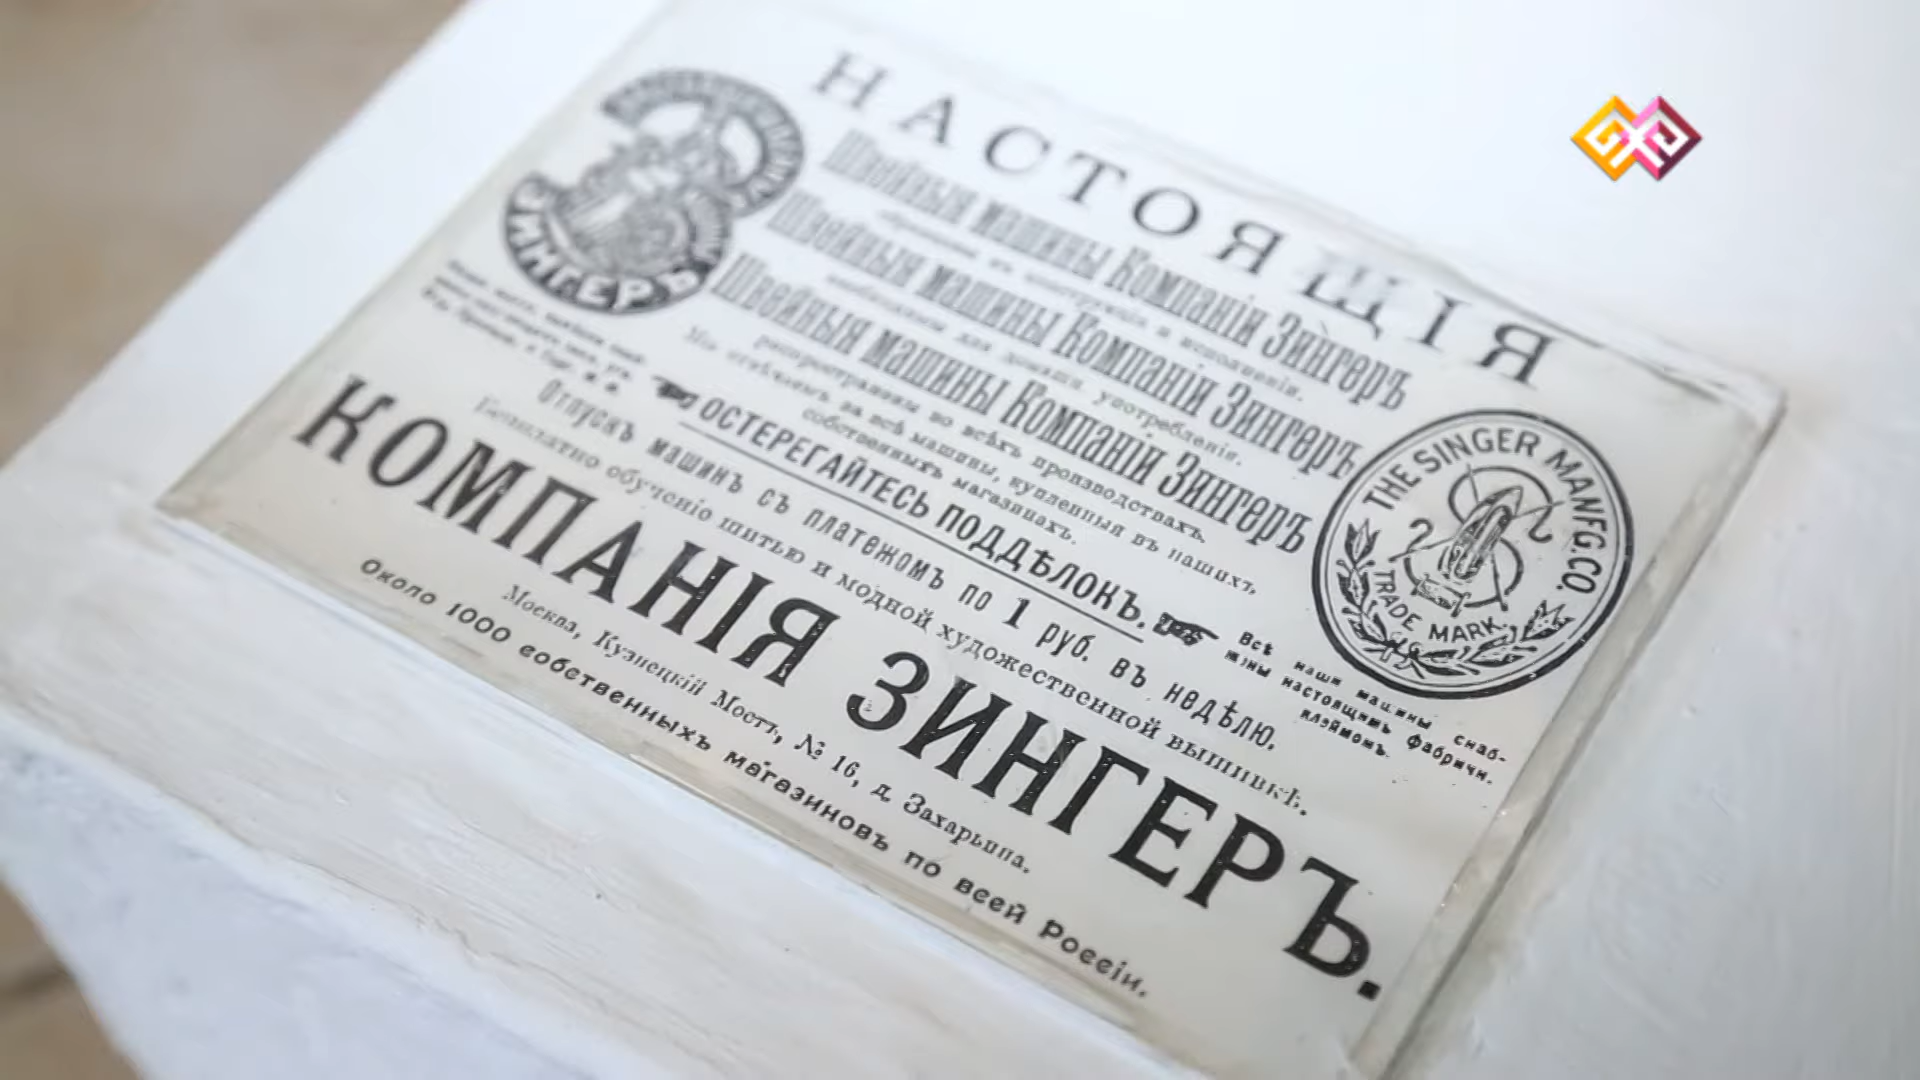 НАСТОЯЩІЯ
Швейныя машины Компаніи Зингеръ
Швейныя машины Компаніи Зингеръ
необходимы для домашн. употребленія.
Швейныя машины Компаніи Зингеръ
распространены во всѣхъ производствахъ.
за всѣ машины, купленныя въ нашихъ
собственныхъ магазинахъ.
ОСТЕРЕГАЙТЕСЬ ПОДДѢЛОКЪ.
Отпускъ машинъ съ платежомъ по 1 руб. въ недѣлю,
Безплатно обученіо шитью и модной художественной вышивкѣ.
КОМПАНІЯ ЗИНГЕРЪ.
Москва, Кузнецкій Мостъ, № 16, д. Захарьина.
Около 1000 собственныхъ магазиновъ по всей Россіи.
ЗИНГЕРЪ
THE SINGER MANFG. CO.
TRADE MARK.
Всѣ наши машины снаб-
жены настоящимъ фабричн.
клеймомъ.